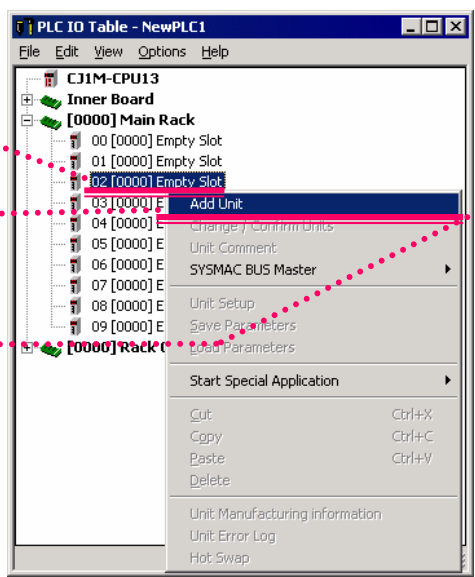 PLC IO Table - NewPLC1
File Edit View Options Help
CJ1M-CPU13
Inner Board
[0000] Main Rack
00 [0000] Empty Slot
01 [0000] Empty Slot
02 [0000] Empty Slot
03 [0000] E
04 [0000] E
05 [0000] E
06 [0000] E
07 [0000] E
08 [0000] E
09 [0000] E
[0000] Rack
Add Unit
Change / Confirm Units
Unit Comment
SYSMAC BUS Master
Unit Setup
Save Parameters
Load Parameters
Start Special Application
Cut Ctrl+X
Copy Ctrl+C
Paste Ctrl+V
Delete
Unit Manufacturing information
Unit Error Log
Hot Swap